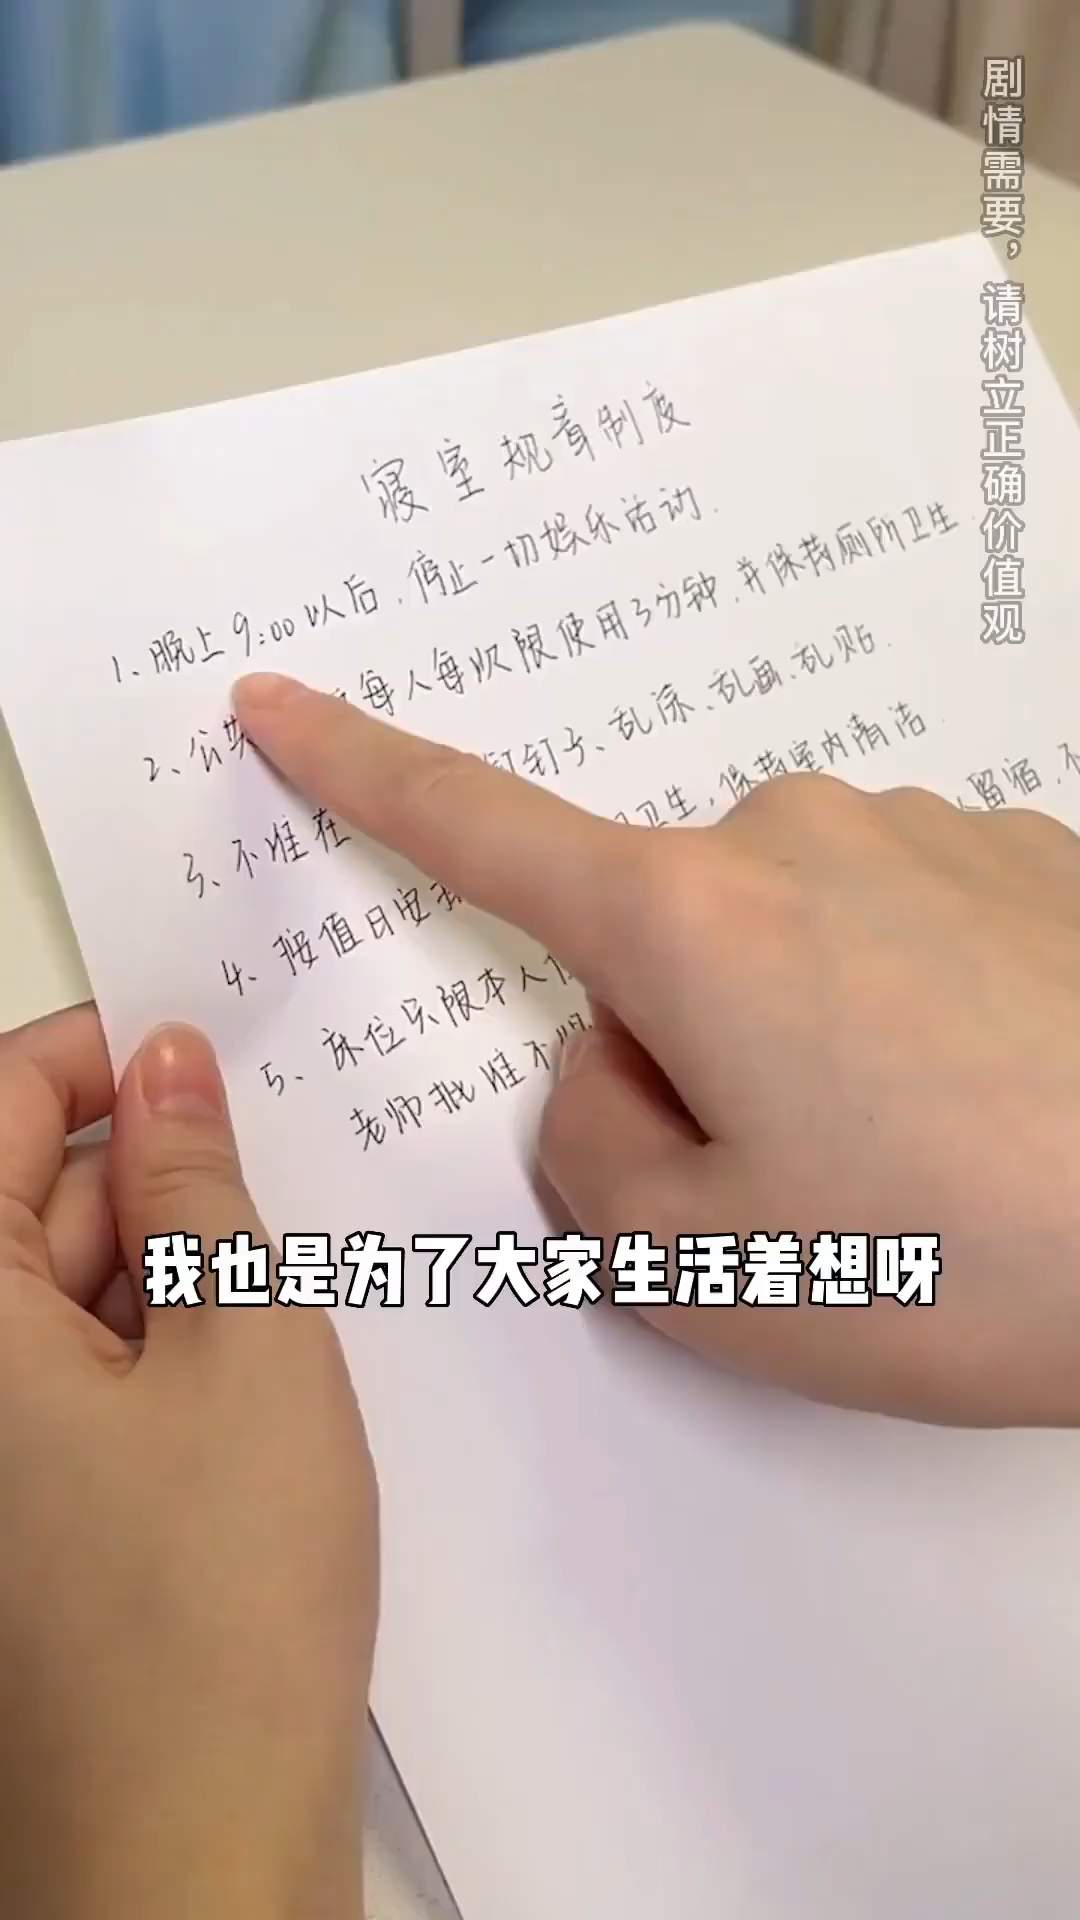 剧情需要，请树立正确价值观
寝室规章制度
1、晚上9:00以后，停止一切娱乐活动.
2、公共 每人每次限使用3分钟，并保持厕所卫生.
3、不准在 钉钉子、乱涂、乱画、乱贴.
4、按值日安排 卫生，保持室内清洁.
5、床位只限本人 人留宿，不
老师批准不
我也是为了大家生活着想呀